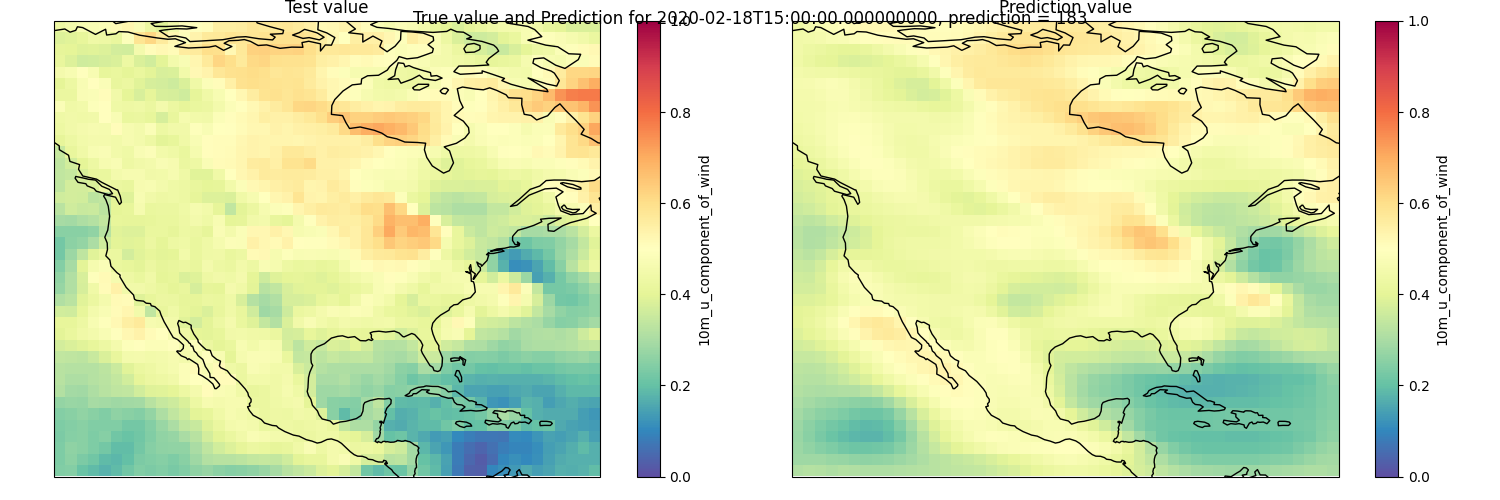 True value and Prediction for 2020-02-18T15:00:00.000000000, prediction = 183
Test value
Prediction value
1.0
0.8
0.6
0.4
0.2
0.0
10m_u_component_of_wind
1.0
0.8
0.6
0.4
0.2
0.0
10m_u_component_of_wind